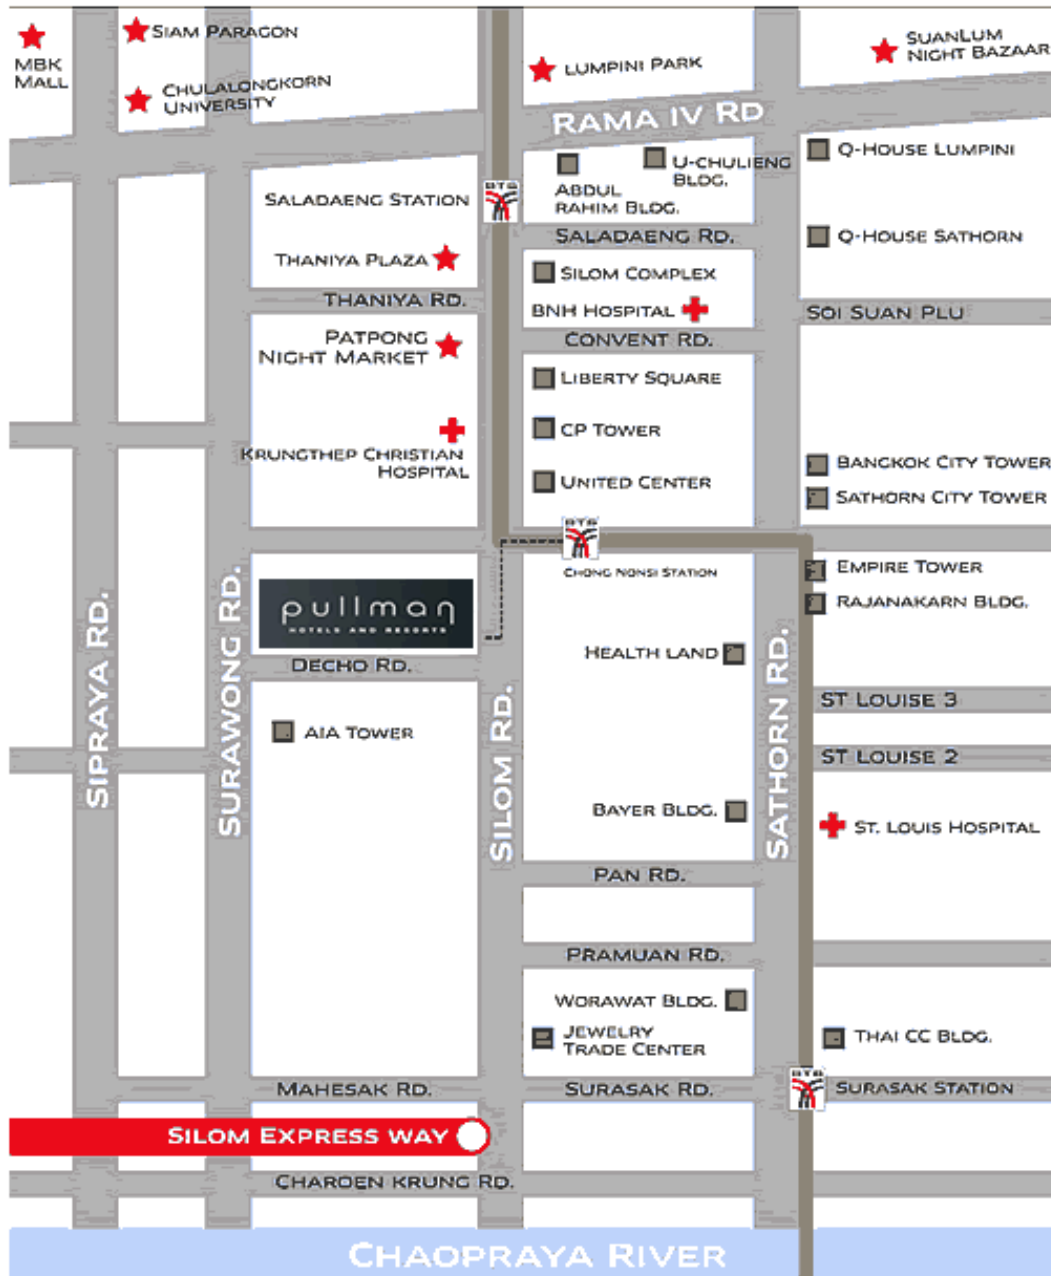 MBK
MALL
SIAM PARAGON
CHULALONGKORN
UNIVERSITY
LUMPINI PARK
SUANLUM
NIGHT BAZAAR
RAMA IV RD
SALADAENG STATION
BTS
ABDUL
RAHIM BLDG.
U-CHULIENG
BLDG.
Q-HOUSE LUMPINI
SALADAENG RD.
Q-HOUSE SATHORN
THANIYA PLAZA
SILOM COMPLEX
THANIYA RD.
BNH HOSPITAL
SOI SUAN PLU
PATPONG
NIGHT MARKET
CONVENT RD.
LIBERTY SQUARE
CP TOWER
KRUNGTHEP CHRISTIAN
HOSPITAL
UNITED CENTER
BANGKOK CITY TOWER
SATHORN CITY TOWER
BTS
CHONG NONSI STATION
EMPIRE TOWER
RAJANAKARN BLDG.
pullman
HOTELS AND RESORTS
HEALTH LAND
DECHO RD.
SIPRAYA RD.
SURAWONG RD.
SILOM RD.
SATHORN RD.
ST LOUISE 3
AIA TOWER
ST LOUISE 2
BAYER BLDG.
ST. LOUIS HOSPITAL
PAN RD.
PRAMUAN RD.
WORAWAT BLDG.
JEWELRY
TRADE CENTER
THAI CC BLDG.
MAHESAK RD.
SURASAK RD.
BTS
SURASAK STATION
SILOM EXPRESS WAY
CHAROEN KRUNG RD.
CHAOPRAYA RIVER